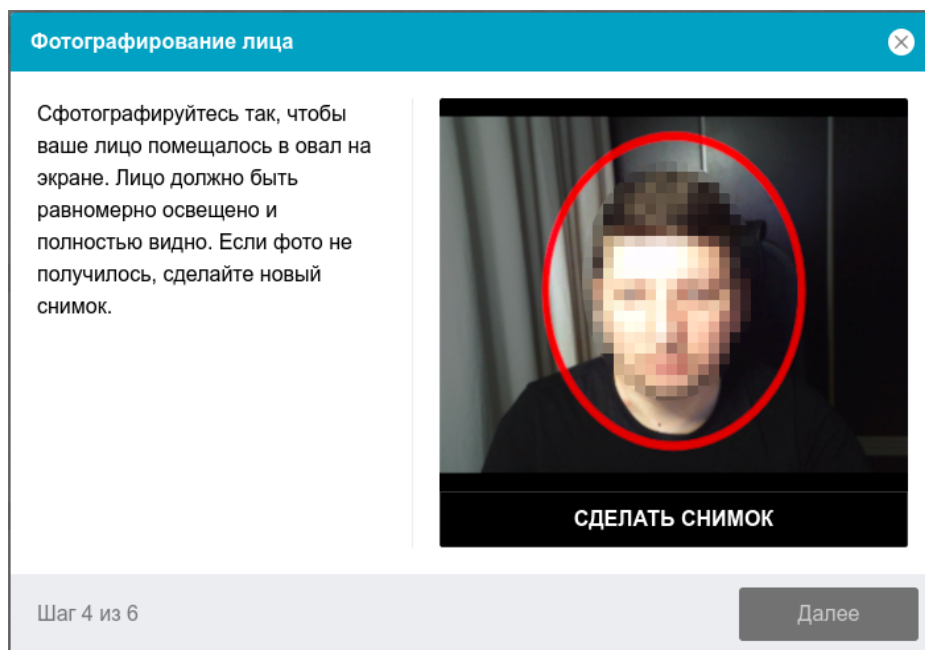 Фотографирование лица
Сфотографируйтесь так, чтобы
ваше лицо помещалось в овал на
экране. Лицо должно быть
равномерно освещено и
полностью видно. Если фото не
получилось, сделайте новый
снимок.
СДЕЛАТЬ СНИМОК
Шаг 4 из 6
Далее